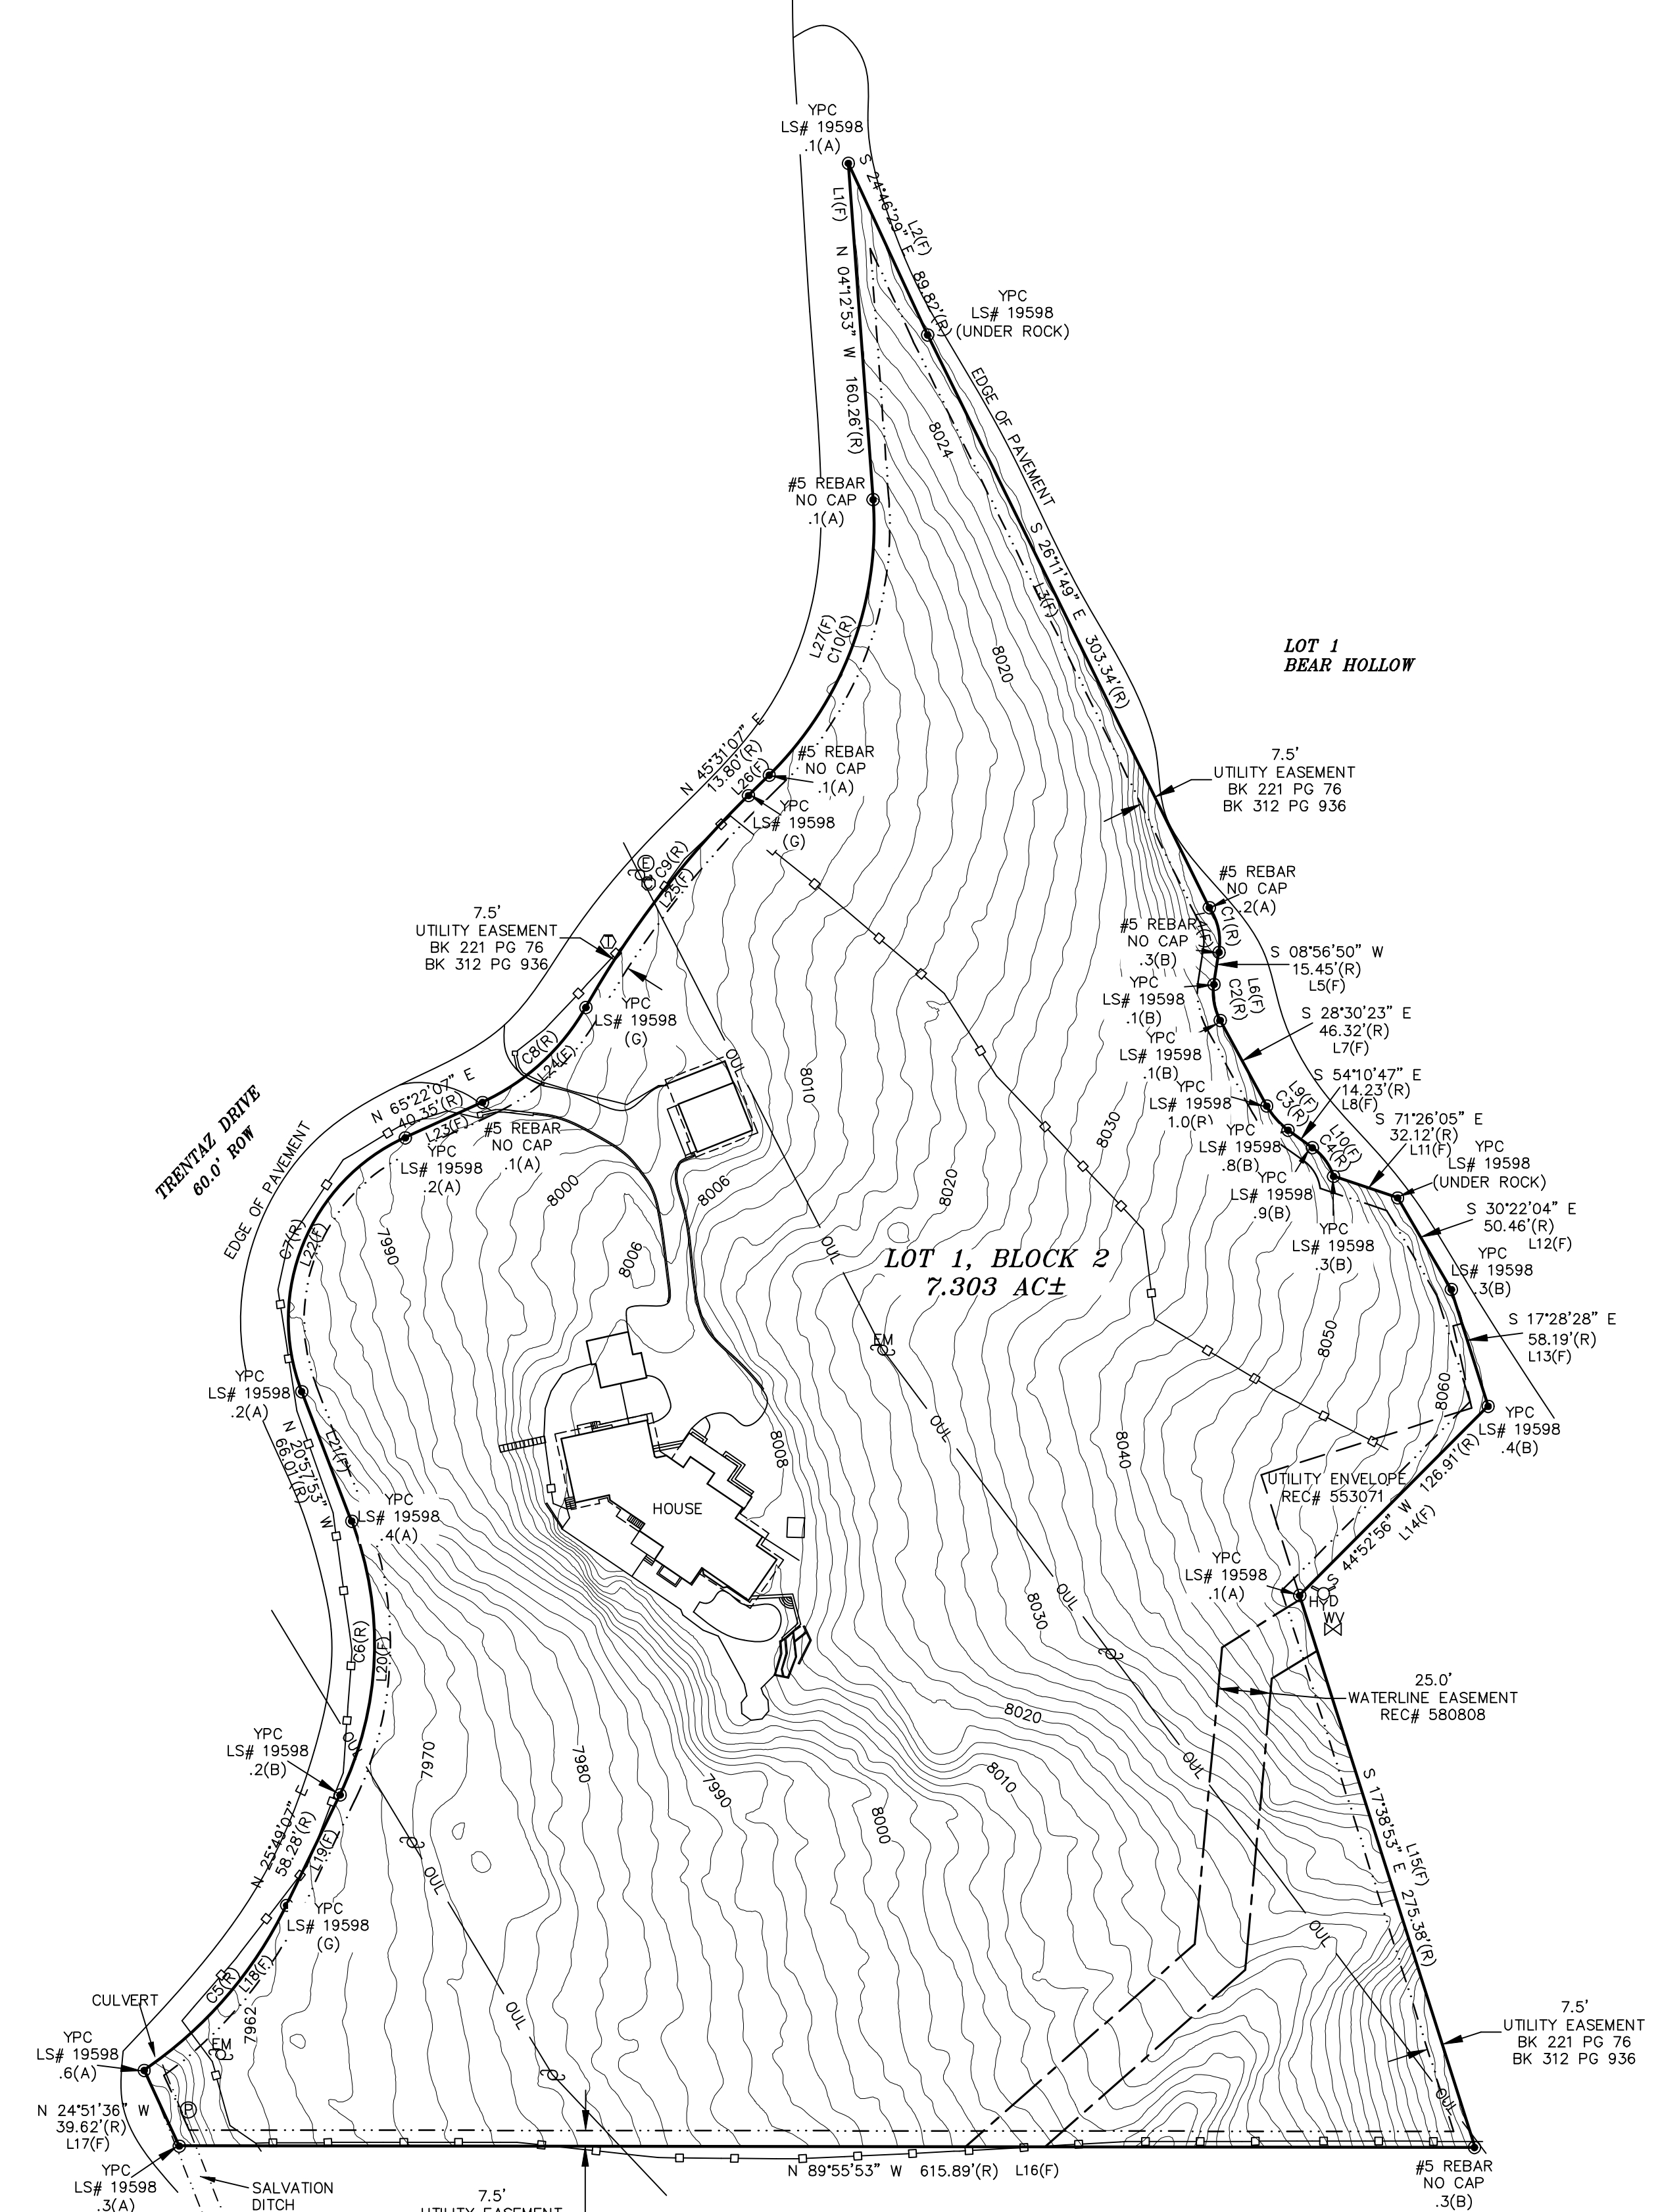 YPC
LS# 19598
.1(A)
S 24°46'29" E 89.82'(R)
L2(F)
L1(F)
N 04°12'53" W 160.26'(R)
YPC
LS# 19598
(UNDER ROCK)
EDGE OF PAVEMENT
8024
#5 REBAR
NO CAP
.1(A)
S 26°11'49" E 303.34'(R)
L3(F)
L27(F)
C10(R)
8020
LOT 1
BEAR HOLLOW
N 45°31'07" E
13.80'(R)
L26(F)
#5 REBAR
NO CAP
.1(A)
7.5'
UTILITY EASEMENT
BK 221 PG 76
BK 312 PG 936
YPC
LS# 19598
(G)
E
C9(R)
L25(F)
#5 REBAR
NO CAP
.2(A)
C1(R)
7.5'
UTILITY EASEMENT
BK 221 PG 76
BK 312 PG 936
T
#5 REBAR
NO CAP
.3(B)
S 08°56'50" W
15.45'(R)
L5(F)
YPC
LS# 19598
.1(B)
C2(R)
L6(F)
YPC
LS# 19598
(G)
S 28°30'23" E
46.32'(R)
L7(F)
C8(R)
L24(F)
OUL
YPC
LS# 19598
.1(B)
8010
8030
S 54°10'47" E
14.23'(R)
L8(F)
L9(F)
C3(R)
YPC
LS# 19598
1.0(B)
TRENTAZ DRIVE
60.0' ROW
N 65°22'07" E
40.35'(R)
L23(F)
#5 REBAR
NO CAP
.1(A)
S 71°26'05" E
32.12'(R)
L11(F)
L10(F)
C4(R)
YPC
LS# 19598
.8(B)
YPC
LS# 19598
(UNDER ROCK)
YPC
LS# 19598
.2(A)
EDGE OF PAVEMENT
8000
8006
8020
YPC
LS# 19598
.9(B)
S 30°22'04" E
50.46'(R)
L12(F)
C7(R)
L22(F)
7990
8006
OUL
LOT 1, BLOCK 2
7.303 AC±
YPC
LS# 19598
.3(B)
YPC
LS# 19598
.3(B)
S 17°28'28" E
58.19'(R)
L13(F)
EM
8050
8060
YPC
LS# 19598
.2(A)
N 20°57'53" W
66.01'(R)
L21(F)
OUL
8008
8040
YPC
LS# 19598
.4(B)
UTILITY ENVELOPE
REC# 553071
S 44°52'56" W 126.91'(R)
L14(F)
HOUSE
YPC
LS# 19598
.4(A)
YPC
LS# 19598
.1(A)
HYD
WV
OUL
8030
C6(R)
L20(F)
25.0'
WATERLINE EASEMENT
REC# 580808
8020
YPC
LS# 19598
.2(B)
OUL
7970
7980
7990
8000
8010
OUL
S 17°38'53" E 275.38'(R)
L15(F)
N 25°49'07" E
58.28'(R)
L19(F)
OUL
YPC
LS# 19598
(G)
OUL
C5(R)
L18(F)
CULVERT
7962
EM
OUL
YPC
LS# 19598
.6(A)
7.5'
UTILITY EASEMENT
BK 221 PG 76
BK 312 PG 936
OUL
N 24°51'36" W
39.62'(R)
L17(F)
P
N 89°55'53" W 615.89'(R) L16(F)
YPC
LS# 19598
.3(A)
SALVATION
DITCH
7.5'
UTILITY EASEMENT
#5 REBAR
NO CAP
.3(B)